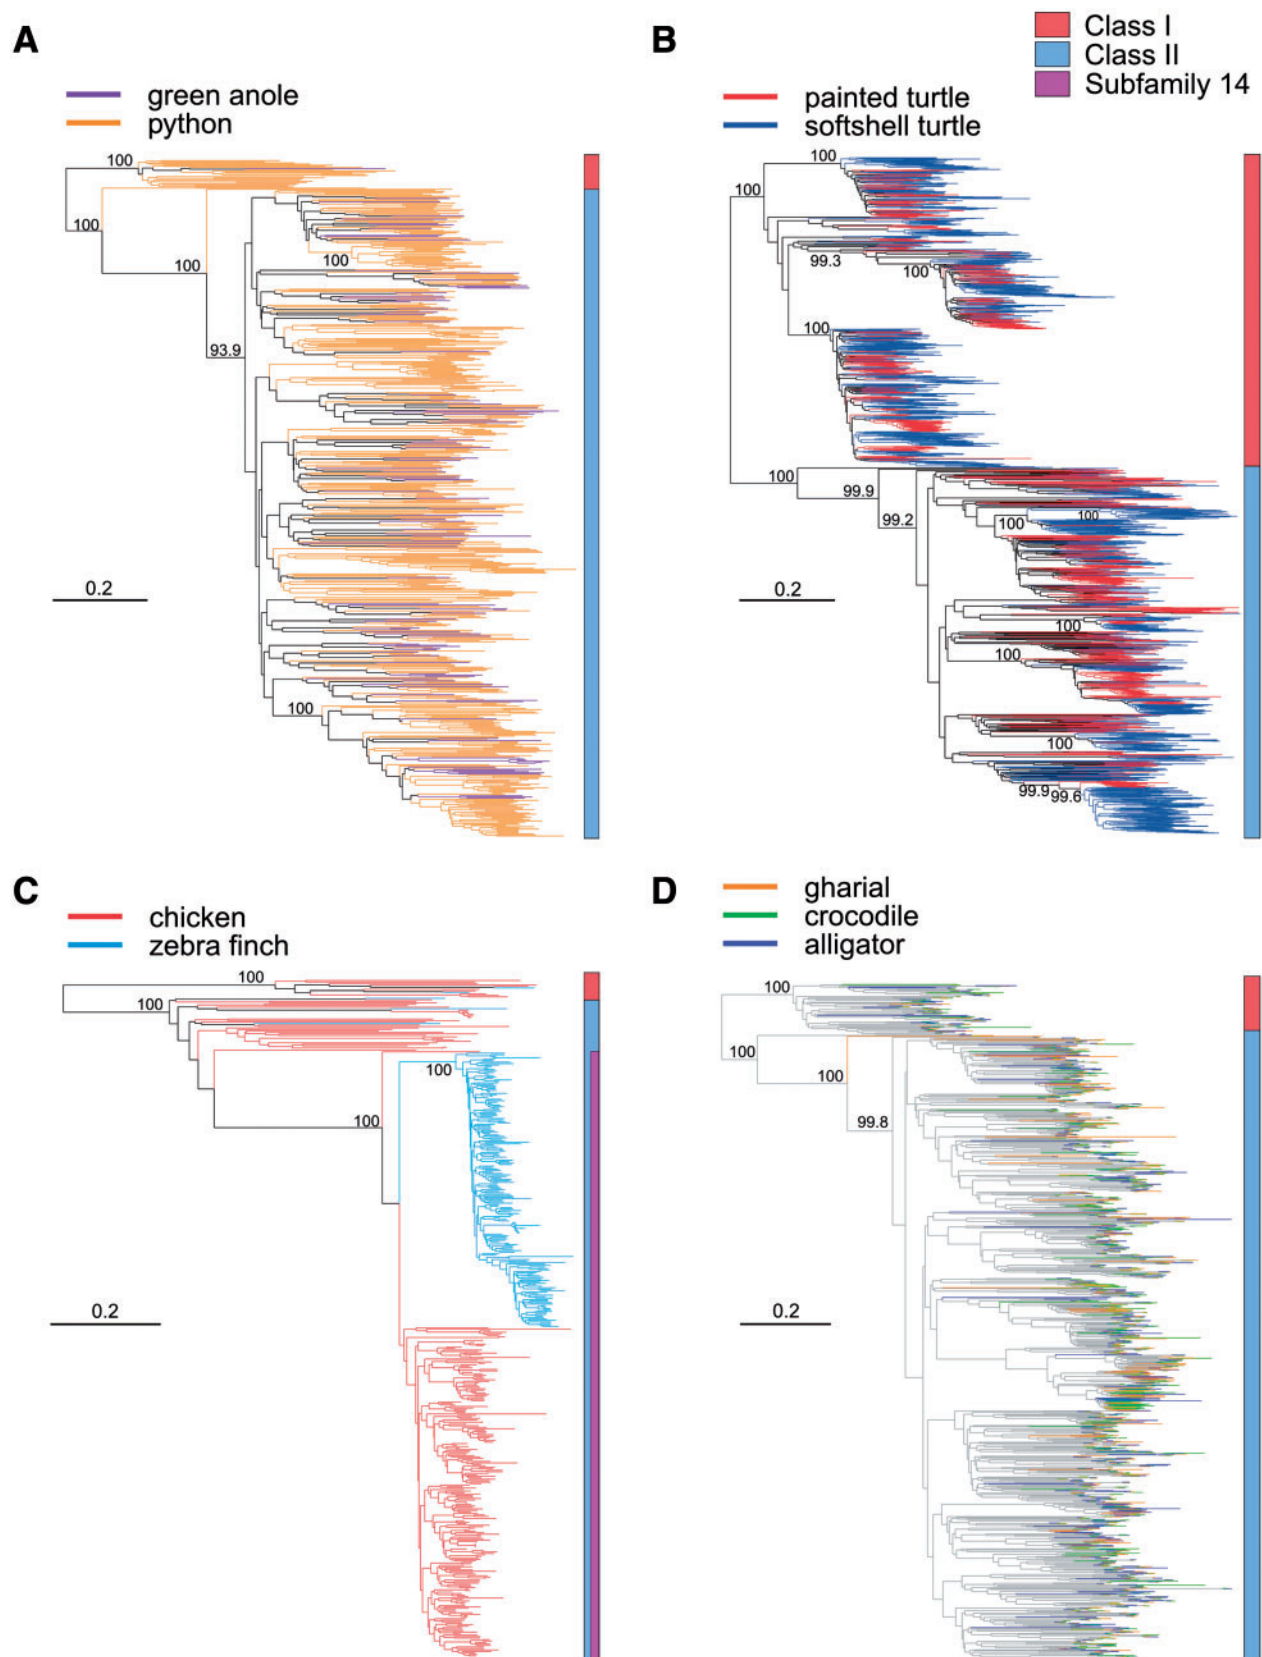 A
green anole
python
100
100
100
100
93.9
100
0.2
B
Class I
Class II
Subfamily 14
painted turtle
softshell turtle
100
100
99.3
100
100
100
99.9
99.2
100
100
100
100
100
99.9
99.6
0.2
C
chicken
zebra finch
100
100
100
100
0.2
D
gharial
crocodile
alligator
100
100
100
99.8
0.2